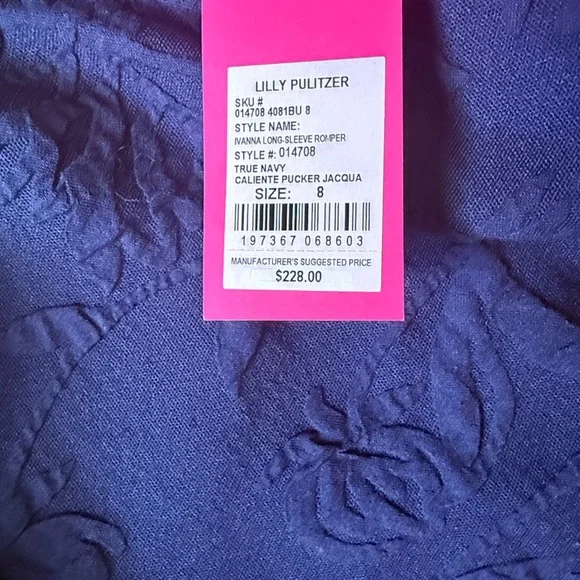 LILLY PULITZER
SKU #
014708 4081BU 8
STYLE NAME:
IVANNA LONG-SLEEVE ROMPER
STYLE #: 014708
TRUE NAVY
CALIENTE PUCKER JACQUA
SIZE: 8
197367 068603
MANUFACTURER'S SUGGESTED PRICE
$228.00